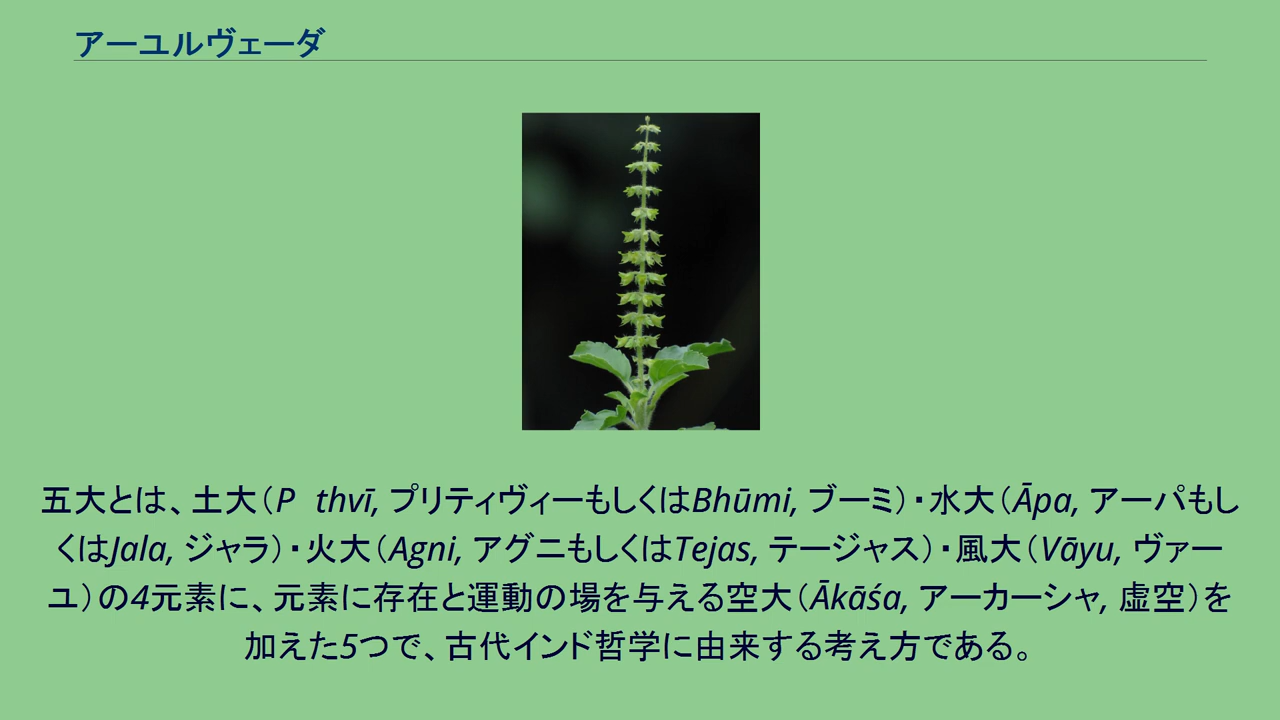 アーユルヴェーダ
五大とは、土大（P thvī, プリティヴィーもしくはBhūmi, ブーミ）・水大（Āpa, アーパもし
くはJala, ジャラ）・火大（Agni, アグニもしくはTejas, テージャス）・風大（Vāyu, ヴァー
ユ）の4元素に、元素に存在と運動の場を与える空大（Ākāśa, アーカーシャ, 虚空）を
加えた5つで、古代インド哲学に由来する考え方である。